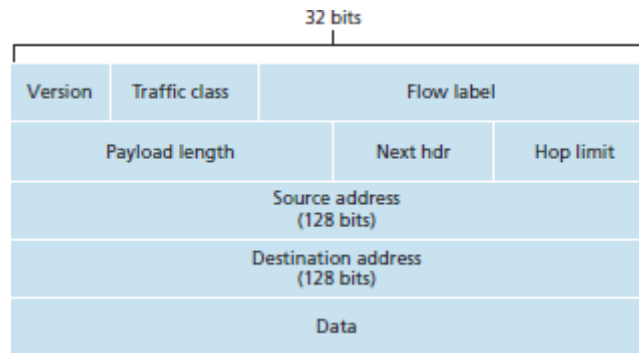 32 bits
Version Traffic class Flow label
Payload length Next hdr Hop limit
Source address
(128 bits)
Destination address
(128 bits)
Data